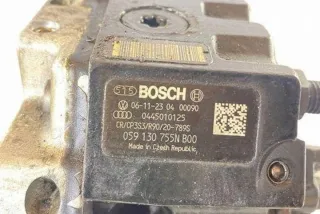 515 BOSCH
06-11-23 04 00090
0445010125
CR/CP3S3/R90/20-789S
059 130 755N B00
Made in Czech Republic